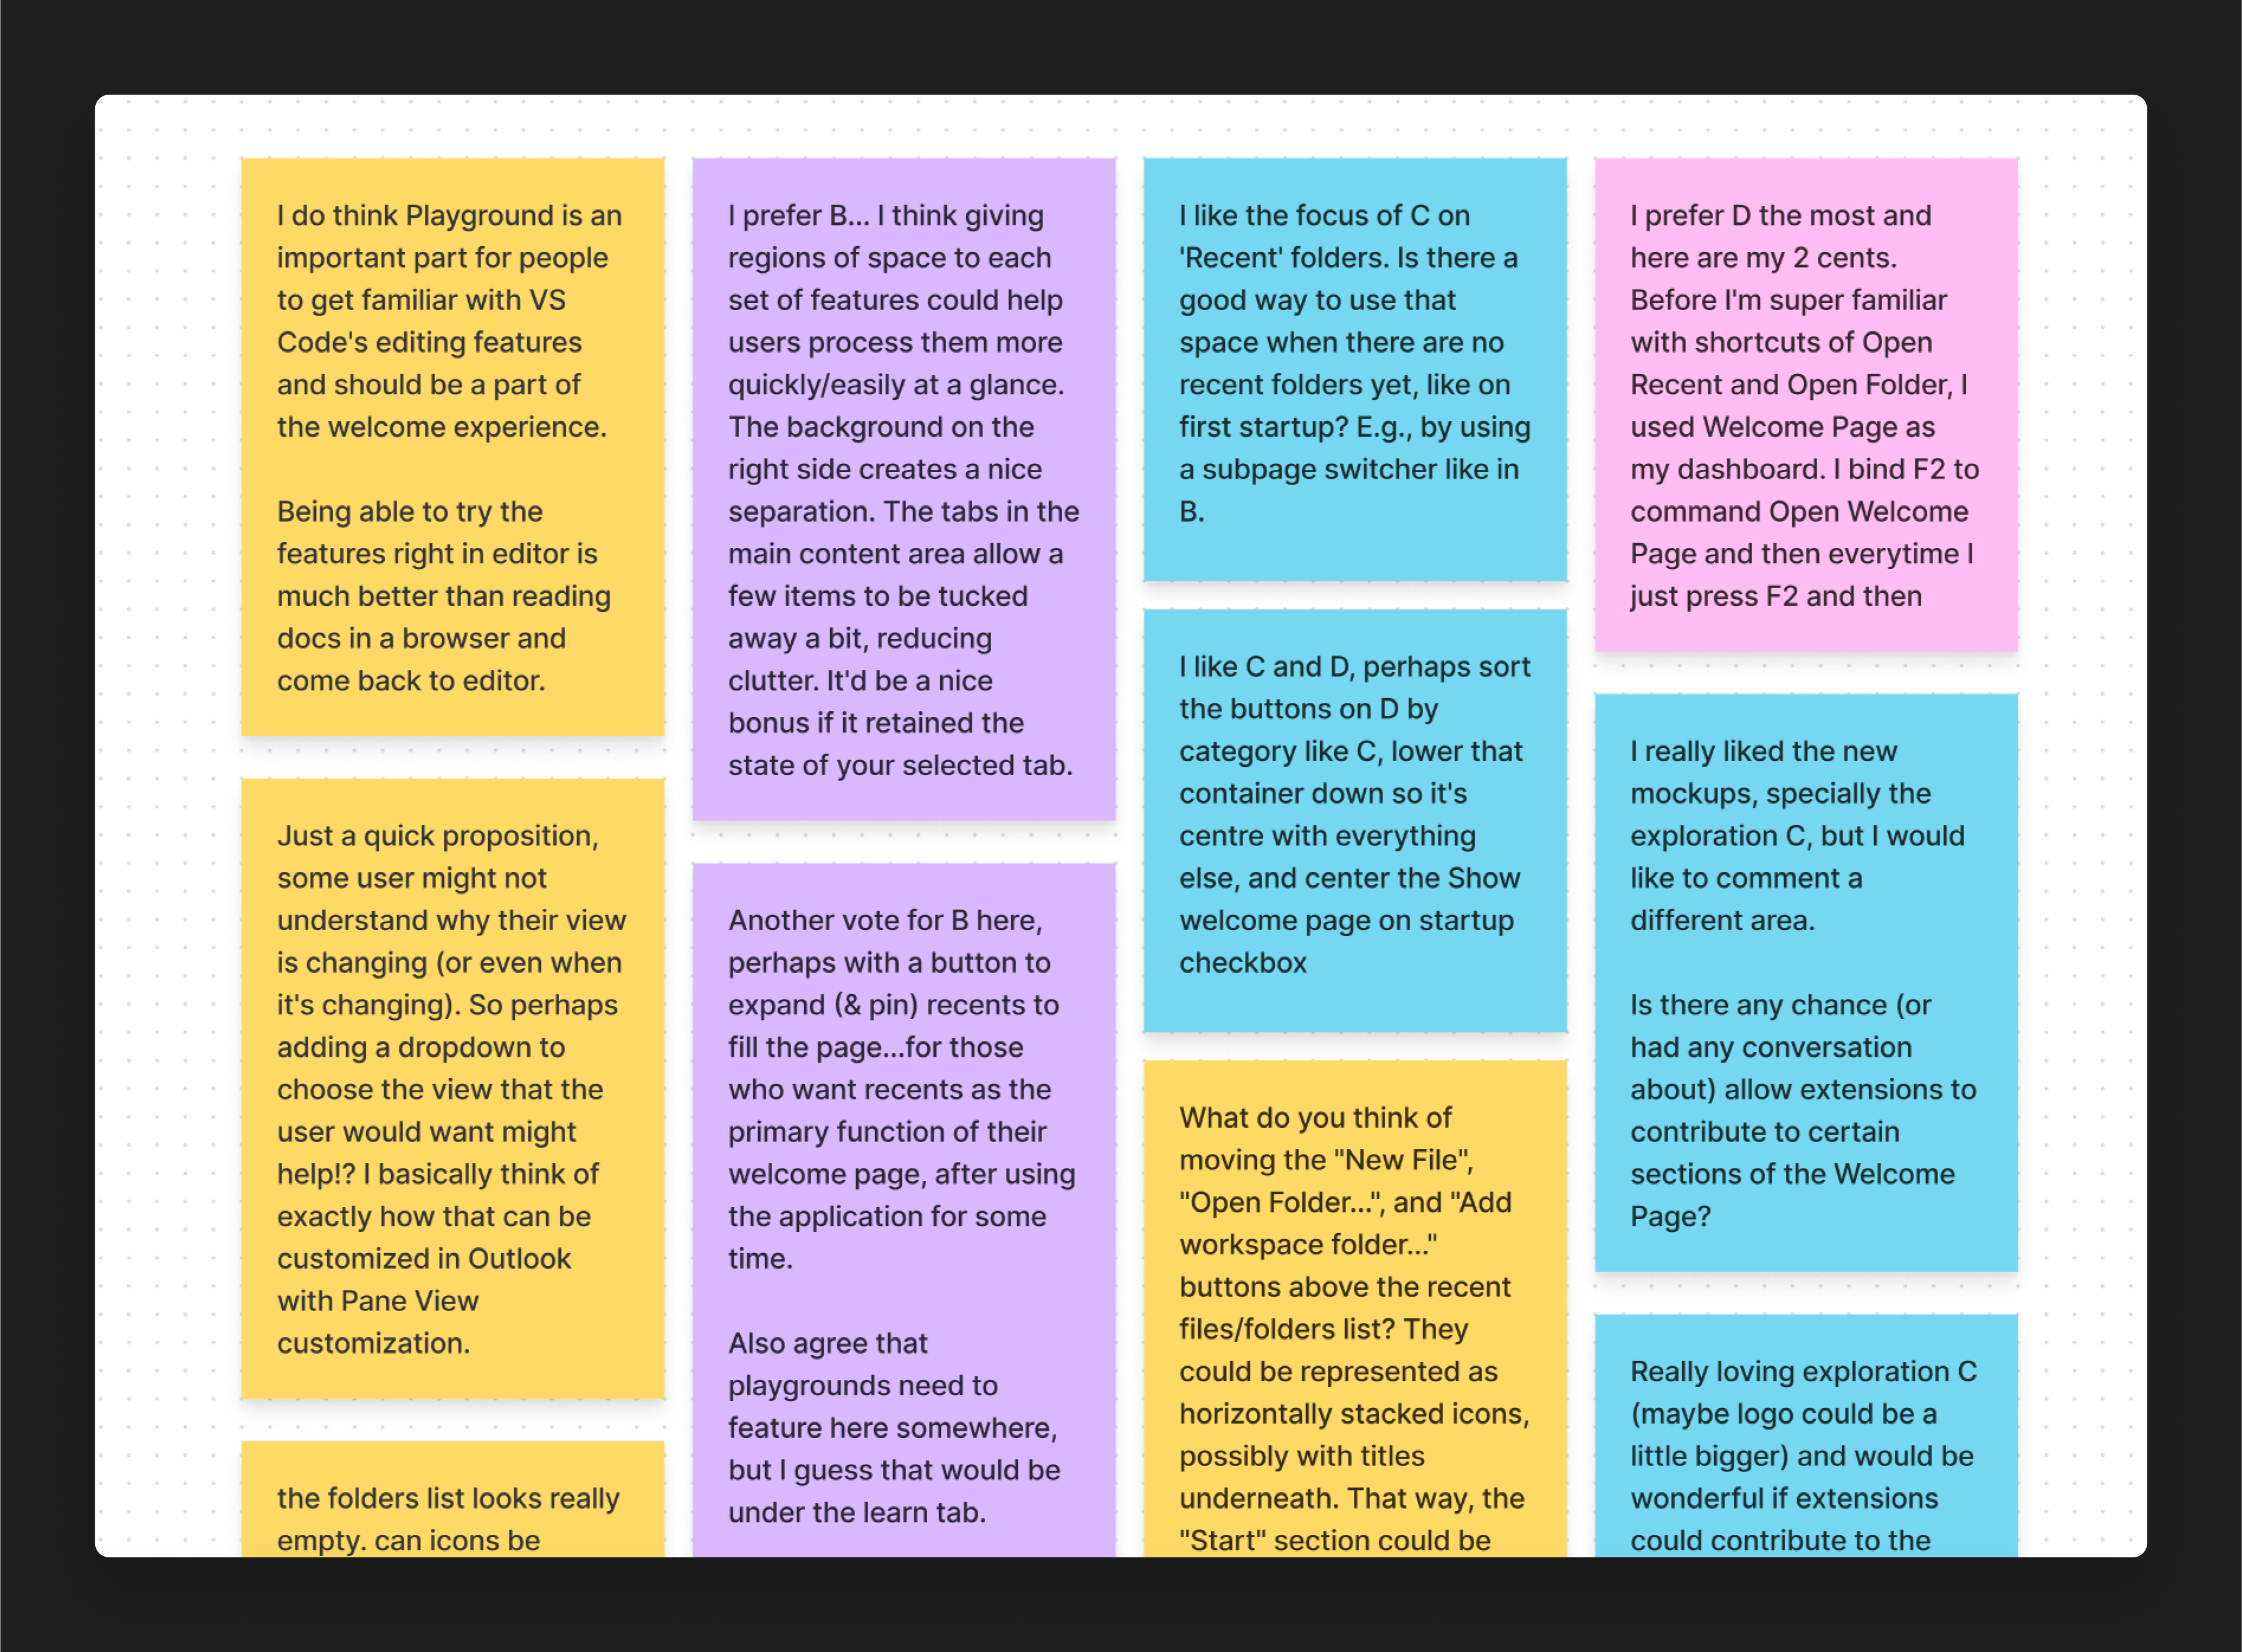 I do think Playground is an
important part for people
to get familiar with VS
Code's editing features
and should be a part of
the welcome experience.
Being able to try the
features right in editor is
much better than reading
docs in a browser and
come back to editor.
Just a quick proposition,
some user might not
understand why their view
is changing (or even when
it's changing). So perhaps
adding a dropdown to
choose the view that the
user would want might
help!? I basically think of
exactly how that can be
customized in Outlook
with Pane View
customization.
the folders list looks really
empty. can icons be
I prefer B... I think giving
regions of space to each
set of features could help
users process them more
quickly/easily at a glance.
The background on the
right side creates a nice
separation. The tabs in the
main content area allow a
few items to be tucked
away a bit, reducing
clutter. It'd be a nice
bonus if it retained the
state of your selected tab.
Another vote for B here,
perhaps with a button to
expand (& pin) recents to
fill the page...for those
who want recents as the
primary function of their
welcome page, after using
the application for some
time.
Also agree that
playgrounds need to
feature here somewhere,
but I guess that would be
under the learn tab.
I like the focus of C on
'Recent' folders. Is there a
good way to use that
space when there are no
recent folders yet, like on
first startup? E.g., by using
a subpage switcher like in
B.
I like C and D, perhaps sort
the buttons on D by
category like C, lower that
container down so it's
centre with everything
else, and center the Show
welcome page on startup
checkbox
What do you think of
moving the "New File",
"Open Folder...", and "Add
workspace folder..."
buttons above the recent
files/folders list? They
could be represented as
horizontally stacked icons,
possibly with titles
underneath. That way, the
"Start" section could be
I prefer D the most and
here are my 2 cents.
Before I'm super familiar
with shortcuts of Open
Recent and Open Folder, I
used Welcome Page as
my dashboard. I bind F2 to
command Open Welcome
Page and then everytime I
just press F2 and then
I really liked the new
mockups, specially the
exploration C, but I would
like to comment a
different area.
Is there any chance (or
had any conversation
about) allow extensions to
contribute to certain
sections of the Welcome
Page?
Really loving exploration C
(maybe logo could be a
little bigger) and would be
wonderful if extensions
could contribute to the